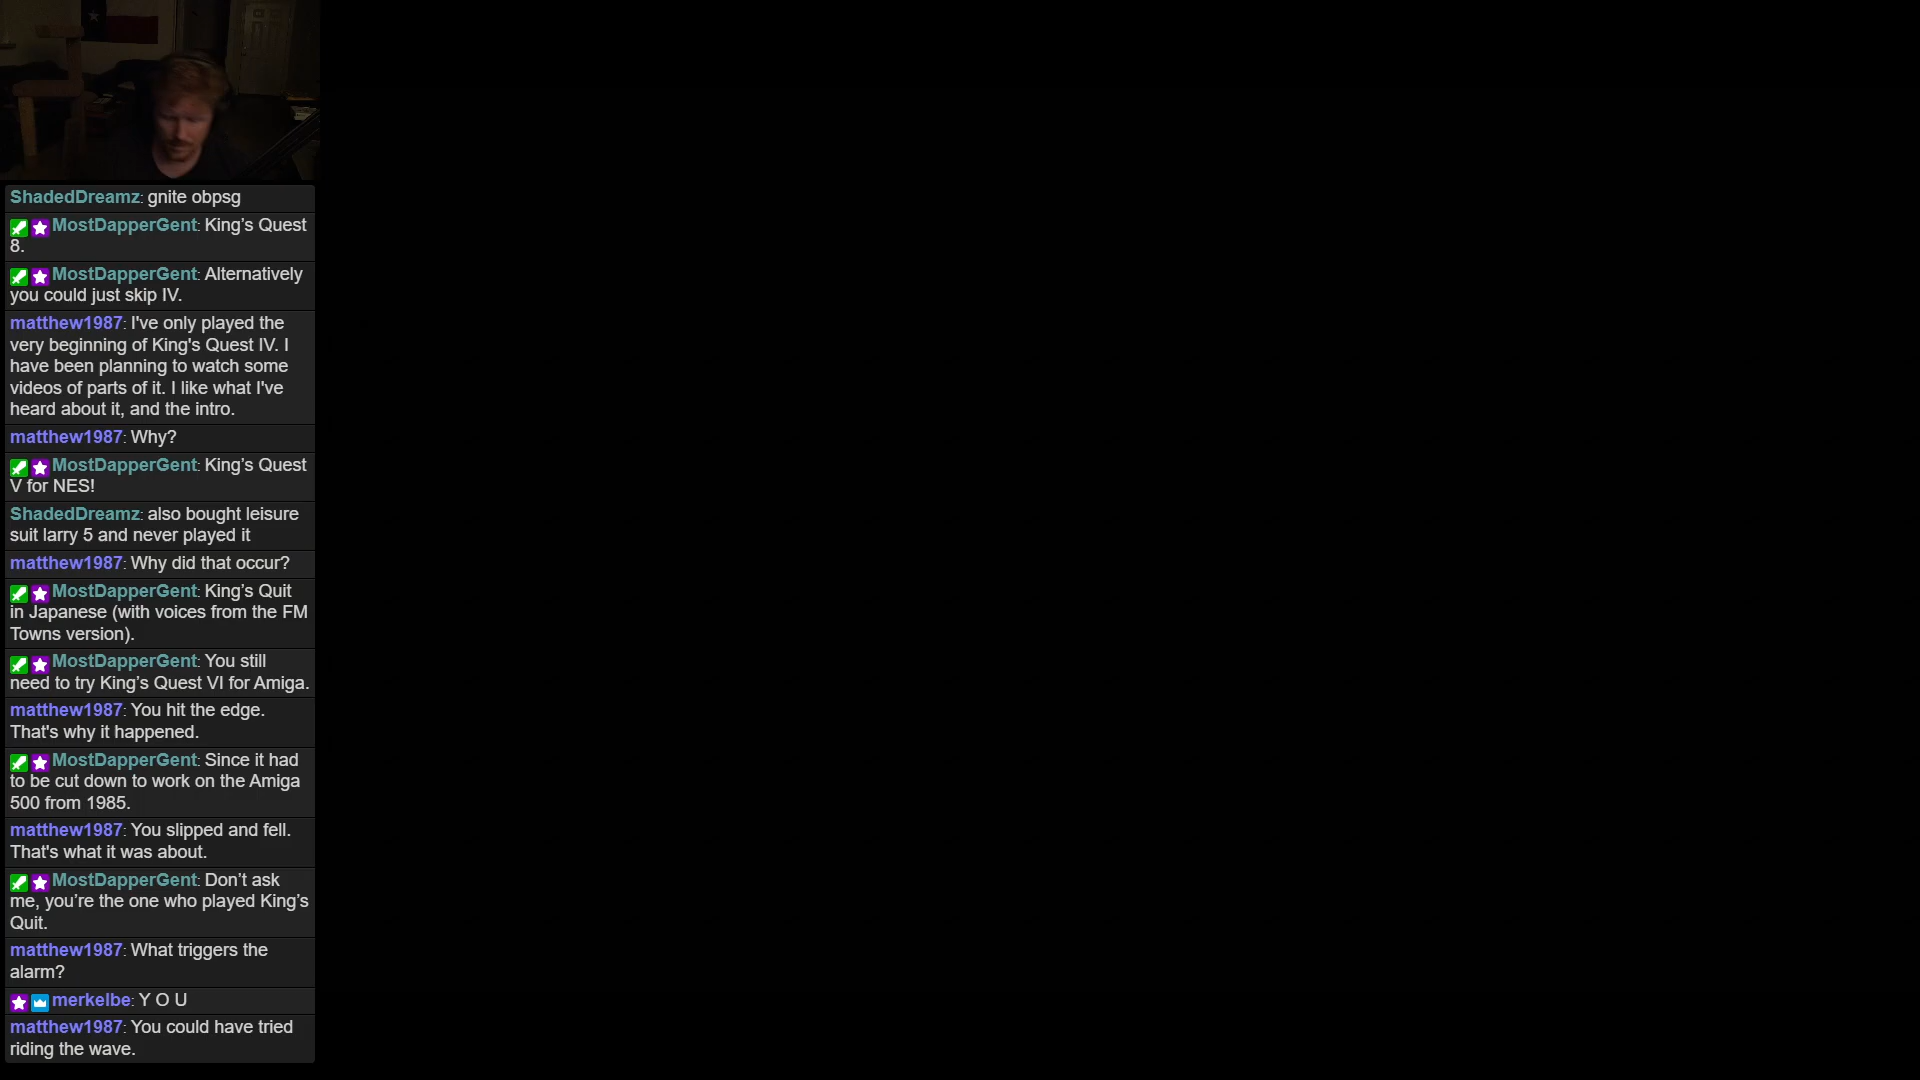 ShadedDreamz: gnite obpsg
MostDapperGent: King’s Quest
8.
MostDapperGent: Alternatively
you could just skip IV.
matthew1987: I've only played the
very beginning of King's Quest IV. I
have been planning to watch some
videos of parts of it. I like what I've
heard about it, and the intro.
matthew1987: Why?
MostDapperGent: King’s Quest
V for NES!
ShadedDreamz: also bought leisure
suit larry 5 and never played it
matthew1987: Why did that occur?
MostDapperGent: King’s Quit
in Japanese (with voices from the FM
Towns version).
MostDapperGent: You still
need to try King’s Quest VI for Amiga.
matthew1987: You hit the edge.
That's why it happened.
MostDapperGent: Since it had
to be cut down to work on the Amiga
500 from 1985.
matthew1987: You slipped and fell.
That's what it was about.
MostDapperGent: Don’t ask
me, you’re the one who played King’s
Quit.
matthew1987: What triggers the
alarm?
merkelbe: Y O U
matthew1987: You could have tried
riding the wave.